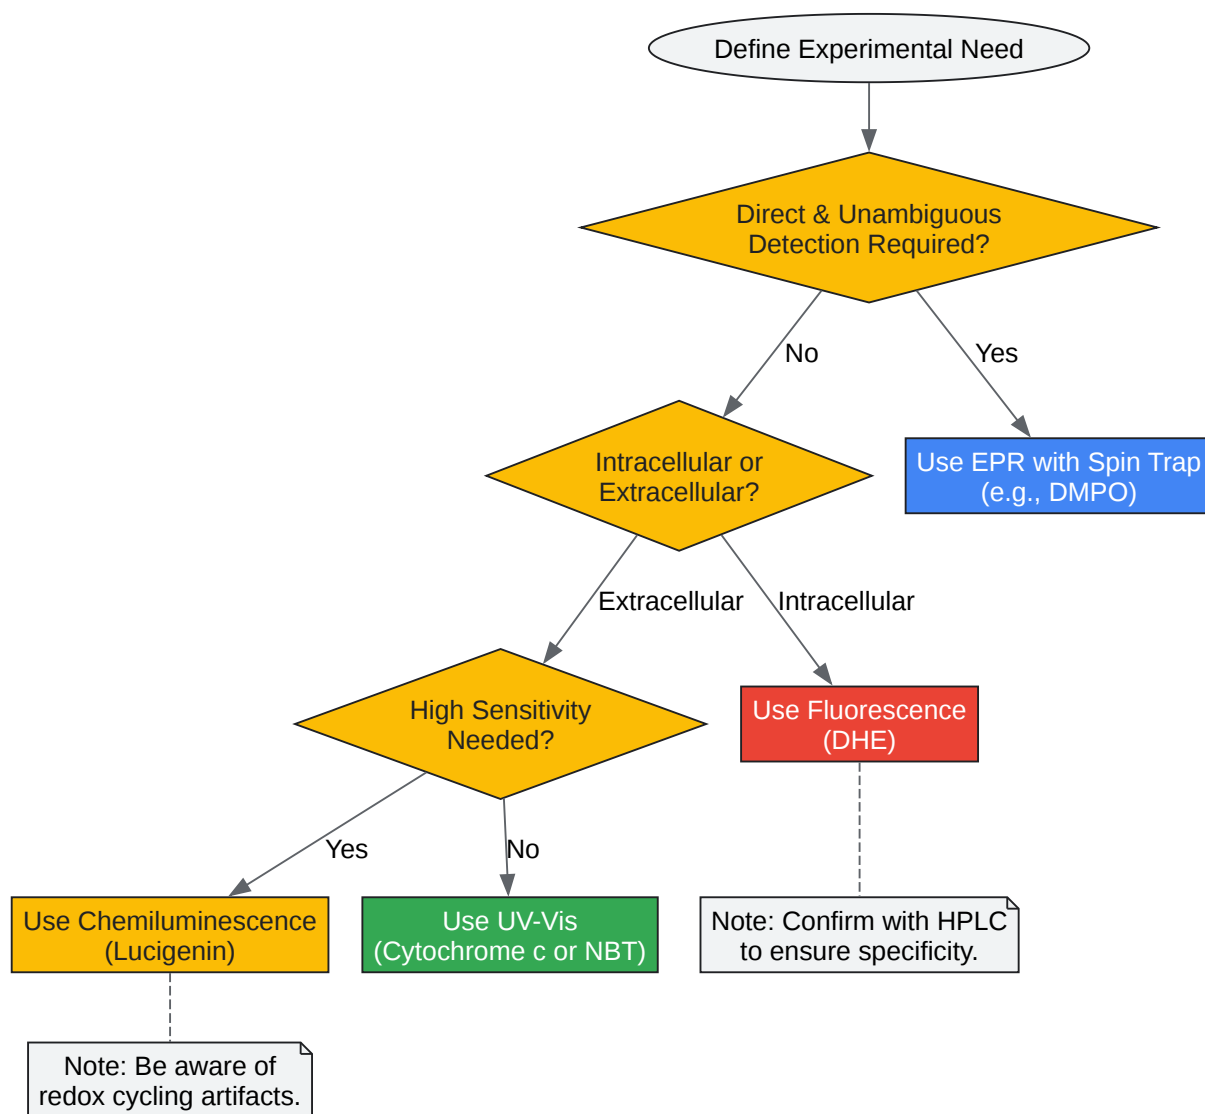 Define Experimental Need
Direct & Unambiguous
Detection Required?
No
Yes
Intracellular or
Extracellular?
Use EPR with Spin Trap
(e.g., DMPO)
Extracellular
Intracellular
High Sensitivity
Needed?
Use Fluorescence
(DHE)
Yes
No
Use Chemiluminescence
(Lucigenin)
Use UV-Vis
(Cytochrome c or NBT)
Note: Confirm with HPLC
to ensure specificity.
Note: Be aware of
redox cycling artifacts.